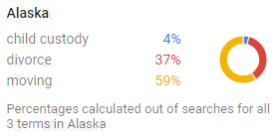 Alaska
child custody 4%
divorce 37%
moving 59%
Percentages calculated out of searches for all
3 terms in Alaska